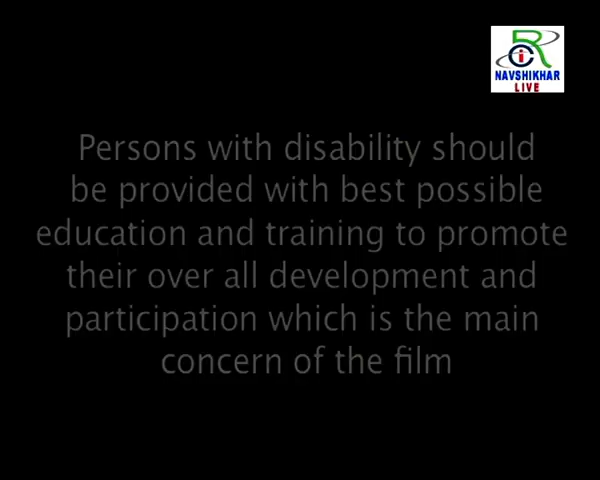 NAVSHIKHAR
LIVE
Persons with disability should
be provided with best possible
education and training to promote
their over all development and
participation which is the main
concern of the film